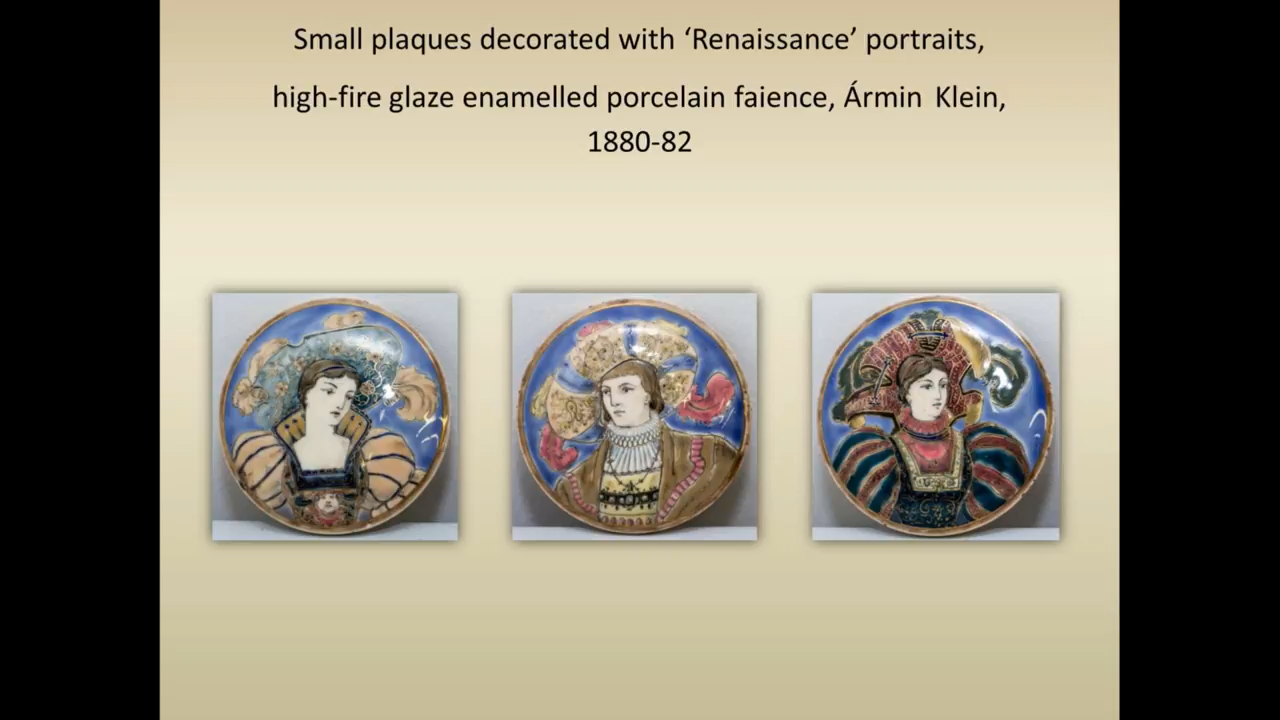 Small plaques decorated with ‘Renaissance’ portraits,
high-fire glaze enamelled porcelain faience, Ármin Klein,
1880-82